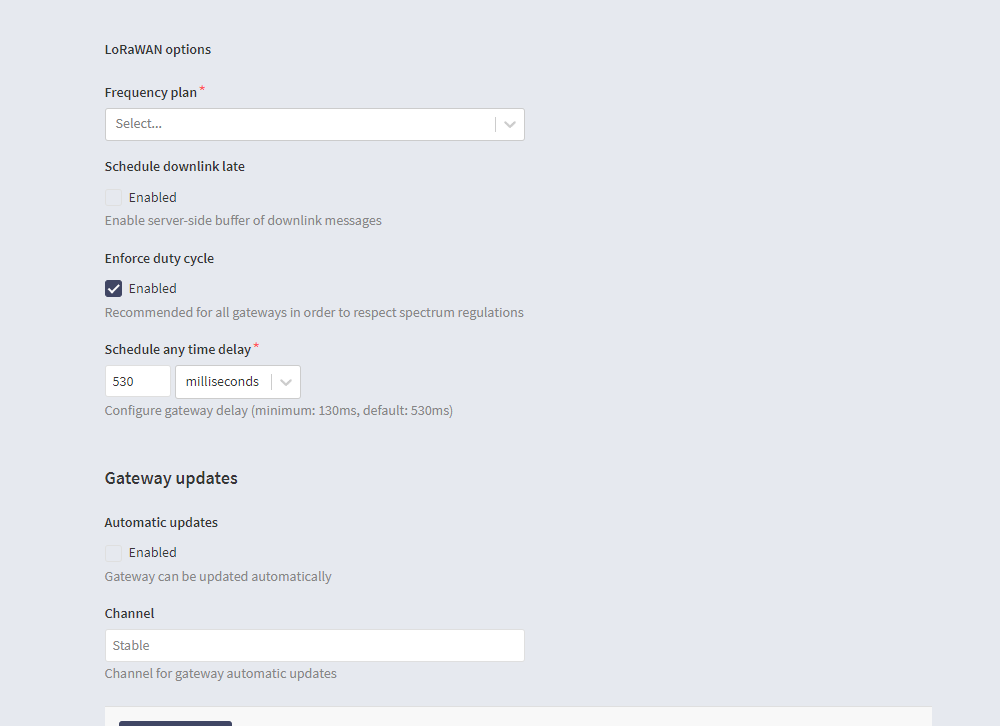 LoRaWAN options
Frequency plan*
Select...
Schedule downlink late
Enabled
Enable server-side buffer of downlink messages
Enforce duty cycle
Enabled
Recommended for all gateways in order to respect spectrum regulations
Schedule any time delay*
530 milliseconds
Configure gateway delay (minimum: 130ms, default: 530ms)
Gateway updates
Automatic updates
Enabled
Gateway can be updated automatically
Channel
Stable
Channel for gateway automatic updates